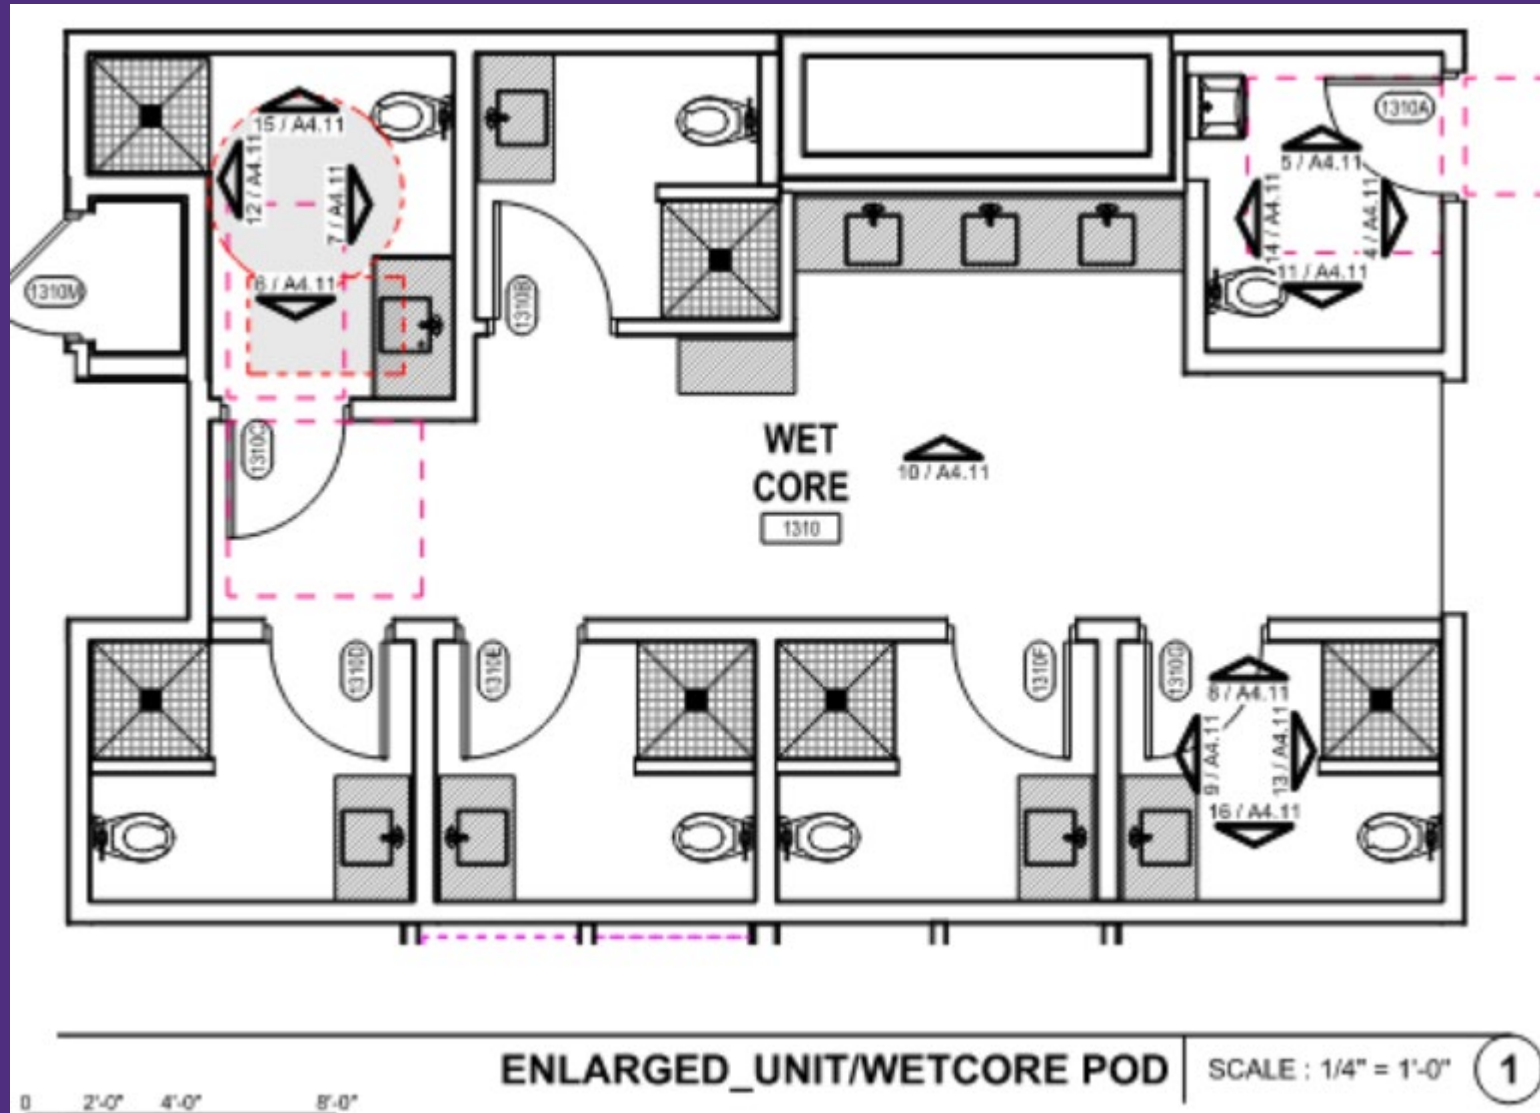 1310A
15 / A4.11
5 / A4.11
12 / A4.11
7 / A4.11
14 / A4.11
4 / A4.11
6 / A4.11
11 / A4.11
1310M
1310B
1310C
WET
CORE
10 / A4.11
1310
1310D
1310E
1310F
1310G
8 / A4.11
9 / A4.11
13 / A4.11
16 / A4.11
ENLARGED_UNIT/WETCORE POD
SCALE : 1/4" = 1'-0"
1
0 2'-0" 4'-0" 8'-0"